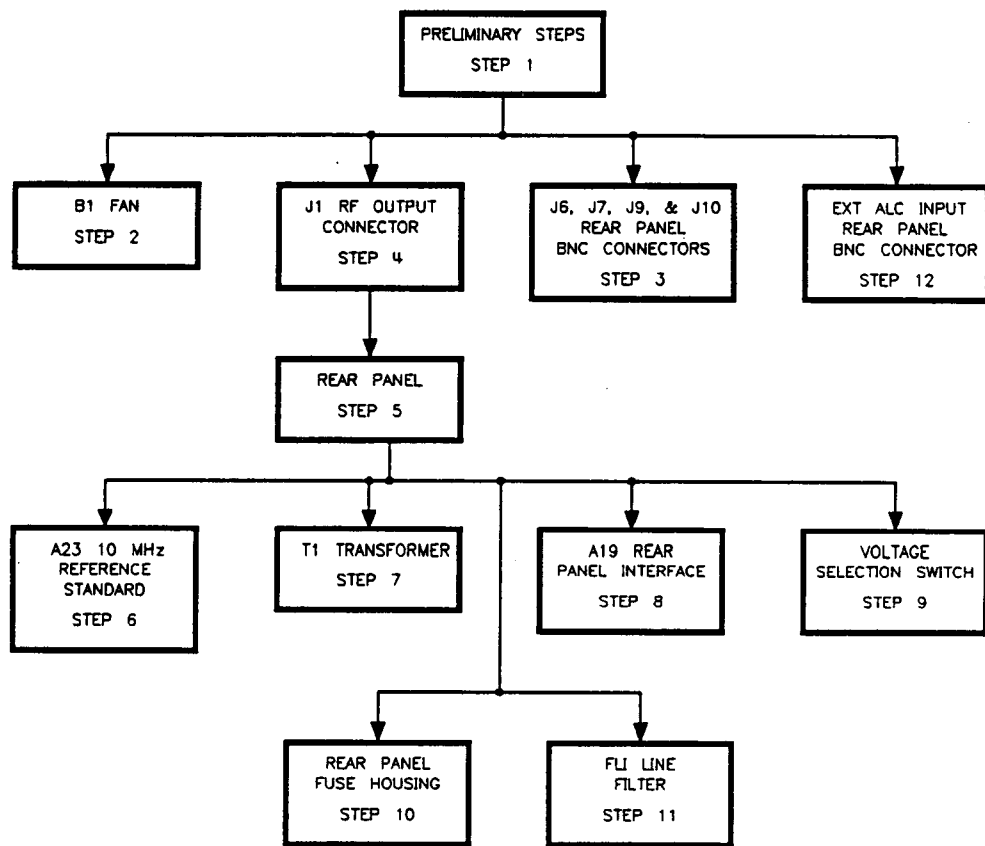 PRELIMINARY STEPS
STEP 1
B1 FAN
STEP 2
J1 RF OUTPUT
CONNECTOR
STEP 4
J6, J7, J9, & J10
REAR PANEL
BNC CONNECTORS
STEP 3
EXT ALC INPUT
REAR PANEL
BNC CONNECTOR
STEP 12
REAR PANEL
STEP 5
A23 10 MHz
REFERENCE
STANDARD
STEP 6
T1 TRANSFORMER
STEP 7
A19 REAR
PANEL INTERFACE
STEP 8
VOLTAGE
SELECTION SWITCH
STEP 9
REAR PANEL
FUSE HOUSING
STEP 10
FLI LINE
FILTER
STEP 11